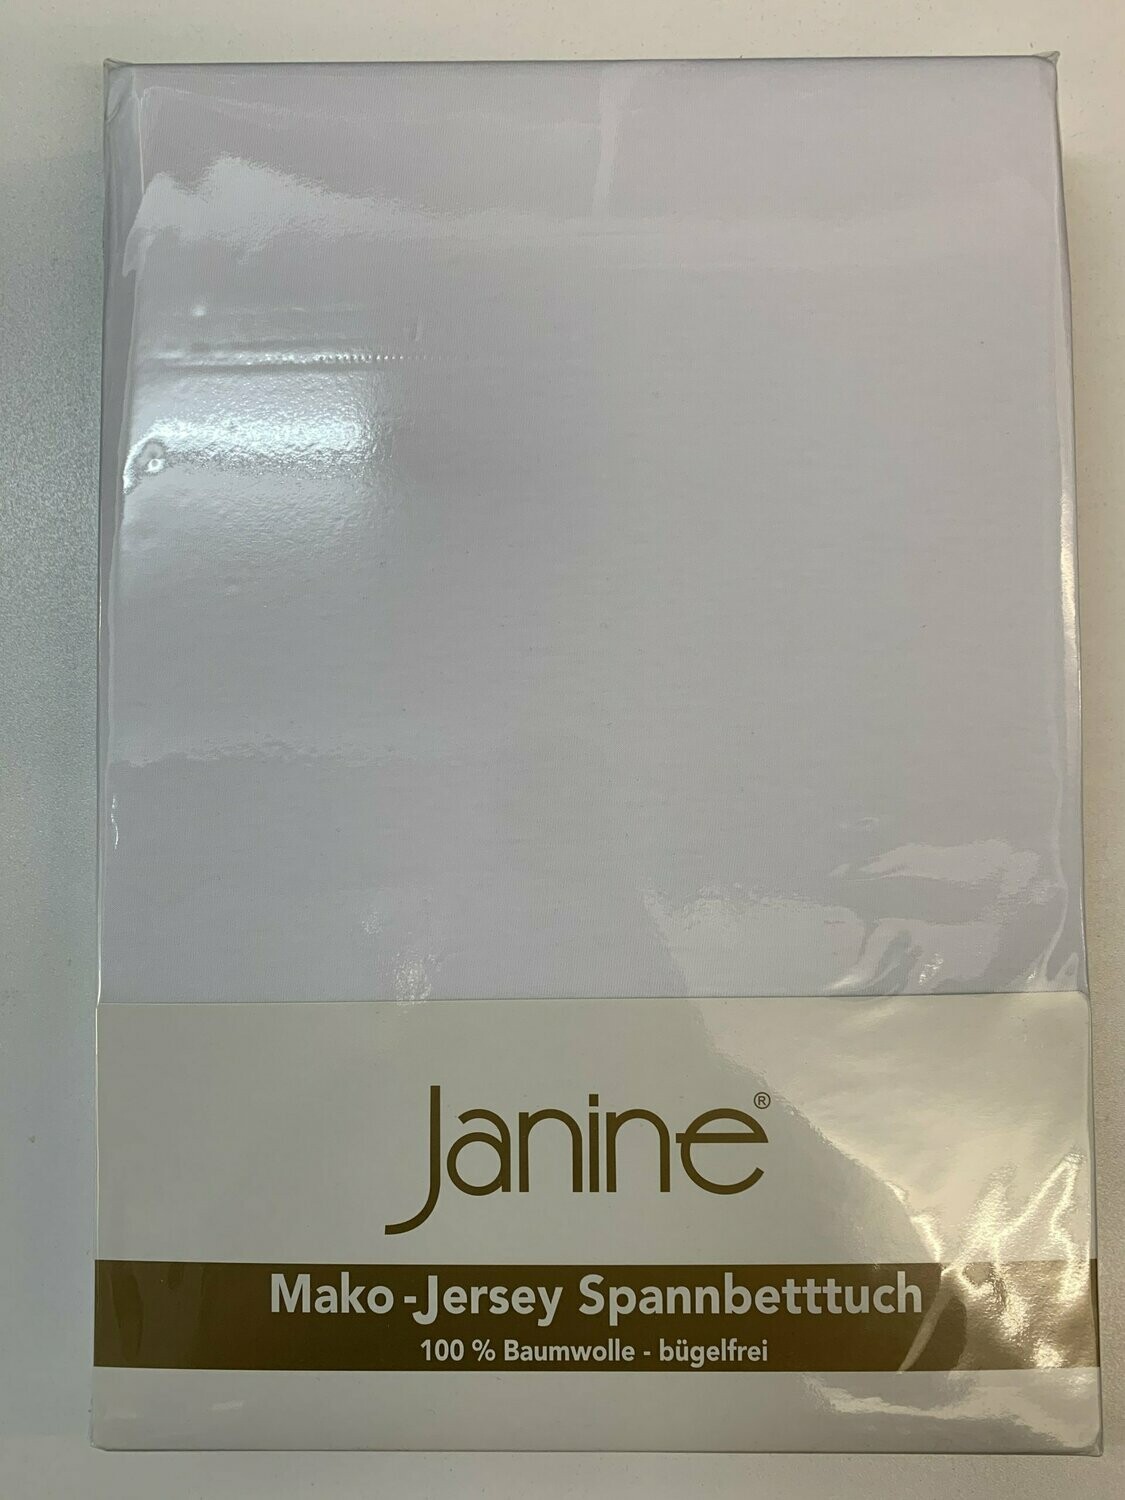 Janine®
Mako-Jersey Spannbetttuch
100 % Baumwolle - bügelfrei